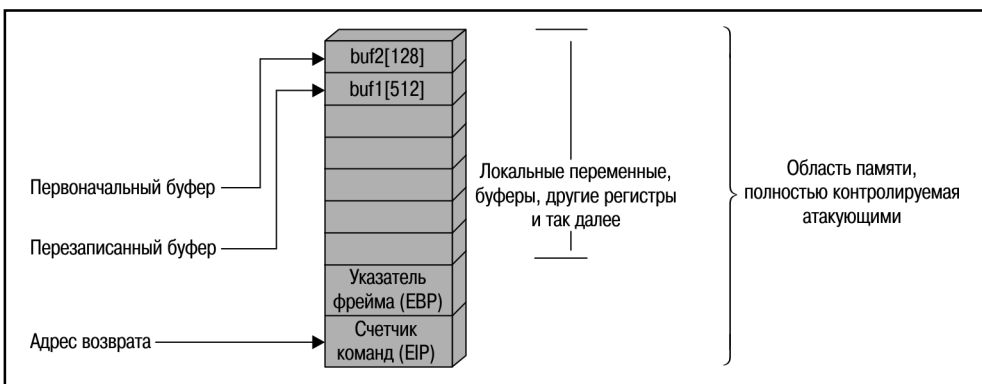 buf2[128]
buf1[512]
Первоначальный буфер
Перезаписанный буфер
Адрес возврата
Указатель
фрейма (EBP)
Счетчик
команд (EIP)
Локальные переменные,
буферы, другие регистры
и так далее
Область памяти,
полностью контролируемая
атакующими